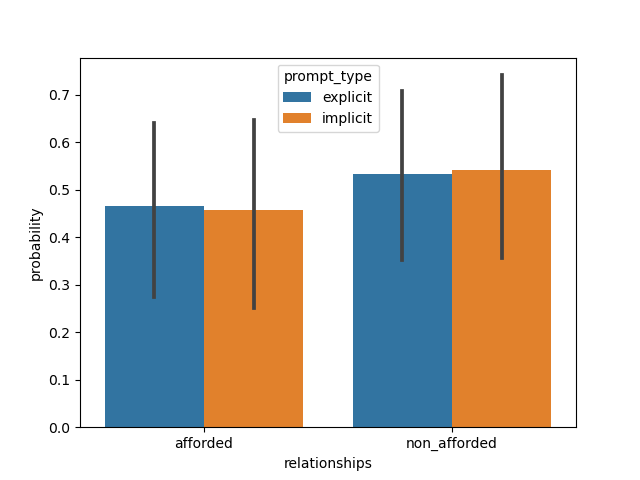 prompt_type
explicit
implicit
probability
0.7
0.6
0.5
0.4
0.3
0.2
0.1
0.0
afforded
non_afforded
relationships